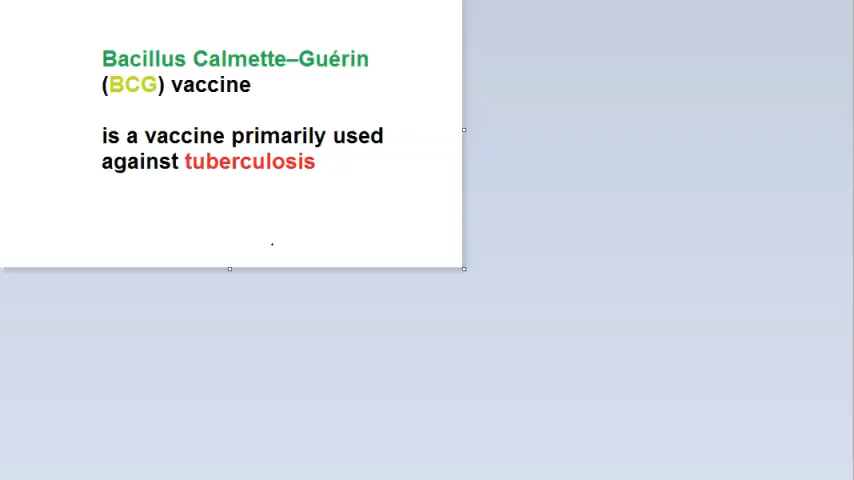 Bacillus Calmette–Guérin
(BCG) vaccine
is a vaccine primarily used
against tuberculosis